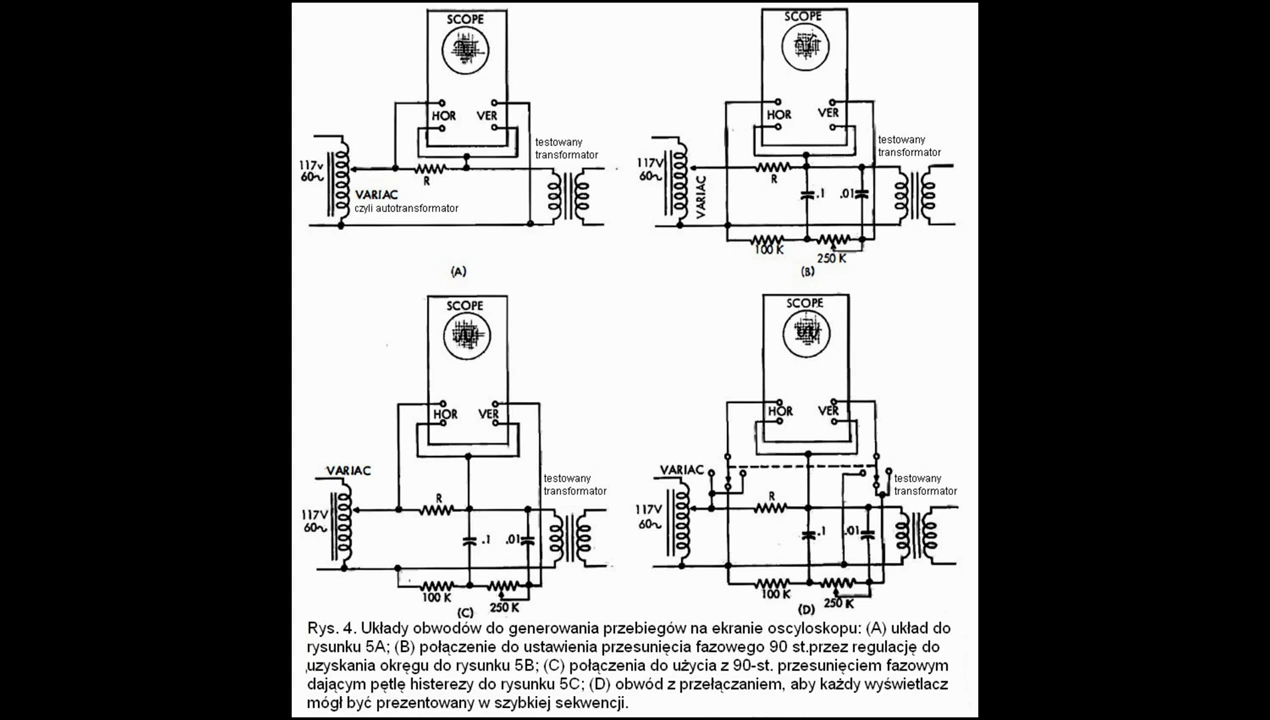 SCOPE
HOR
VER
testowany
transformator
117v
60~
R
VARIAC
czyli autotransformator
(A)
SCOPE
HOR
VER
testowany
transformator
117V
60~
VARIAC
R
.1
.01
100 K
250 K
(B)
SCOPE
HOR
VER
VARIAC
testowany
transformator
117V
60~
R
.1
.01
100 K
250 K
(C)
SCOPE
HOR
VER
VARIAC
testowany
transformator
117V
60~
R
.1
.01
100 K
250 K
(D)
Rys. 4. Układy obwodów do generowania przebiegów na ekranie oscyloskopu: (A) układ do
rysunku 5A; (B) połączenie do ustawienia przesunięcia fazowego 90 st.przez regulację do
uzyskania okręgu do rysunku 5B; (C) połączenia do użycia z 90-st. przesunięciem fazowym
dającym pętlę histerezy do rysunku 5C; (D) obwód z przełączaniem, aby każdy wyświetlacz
mógł być prezentowany w szybkiej sekwencji.